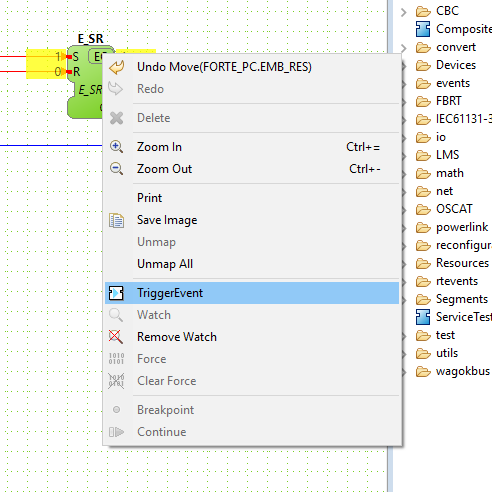 E_SR
1 S
0 R
E_SR
Undo Move(FORTE_PC.EMB_RES)
Redo
Delete
Zoom In Ctrl+=
Zoom Out Ctrl+-
Print
Save Image
Unmap
Unmap All
TriggerEvent
Watch
Remove Watch
Force
Clear Force
Breakpoint
Continue
CBC
Composite
convert
Devices
events
FBRT
IEC61131-3
io
LMS
math
net
OSCAT
powerlink
reconfigura
Resources
rtevents
Segments
ServiceTest
test
utils
wagokbus